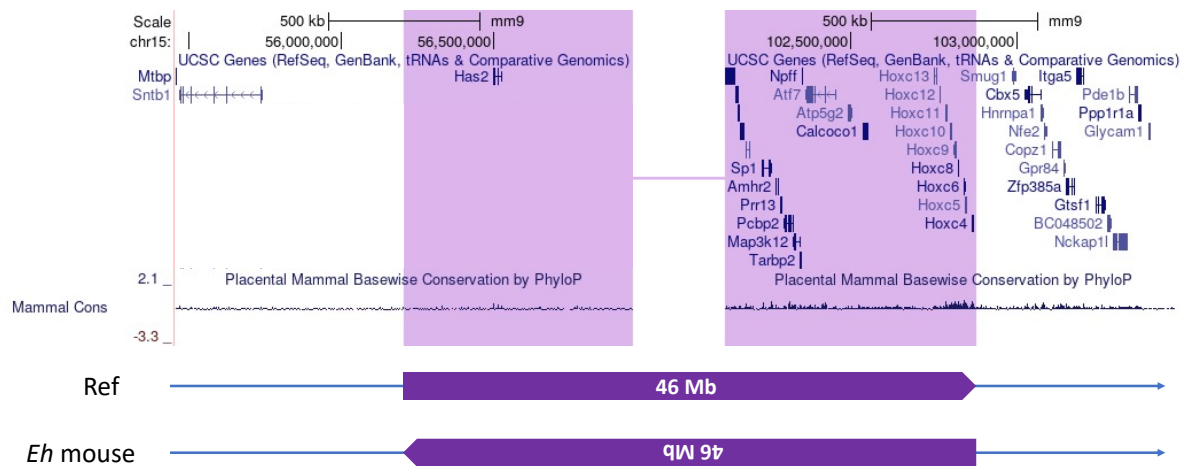 Scale 500 kb mm9 500 kb mm9
chr15: 56,000,000 56,500,000 102,500,000 103,000,000
UCSC Genes (RefSeq, GenBank, tRNAs & Comparative Genomics) UCSC Genes (RefSeq, GenBank, tRNAs & Comparative Genomics)
Mtbp Has2 Npff Hoxc13 Smug1 Itga5
Sntb1 Atf7 Hoxc12 Cbx5 Pde1b
Atp5g2 Hoxc11 Hnrnpa1 Ppp1r1a
Calcoco1 Hoxc10 Nfe2 Glycam1
Hoxc9 Copz1
Sp1 Hoxc8 Gpr84
Amhr2 Hoxc6 Zfp385a
Prr13 Hoxc5 Gtsf1
Pcbp2 Hoxc4 BC048502
Map3k12 Nckap1l
Tarbp2
2.1 Placental Mammal Basewise Conservation by PhyloP Placental Mammal Basewise Conservation by PhyloP
Mammal Cons
-3.3
Ref 46 Mb
Eh mouse 46 Mb